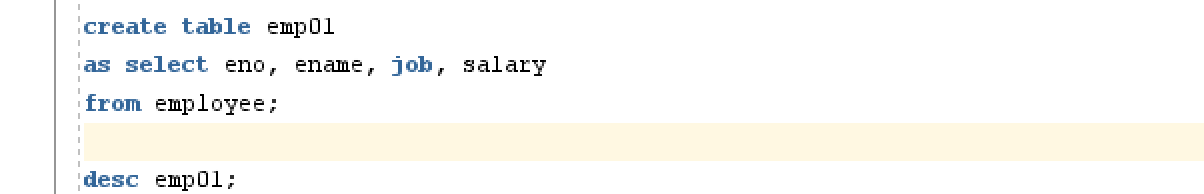 create table emp01
as select eno, ename, job, salary
from employee;
desc emp01;